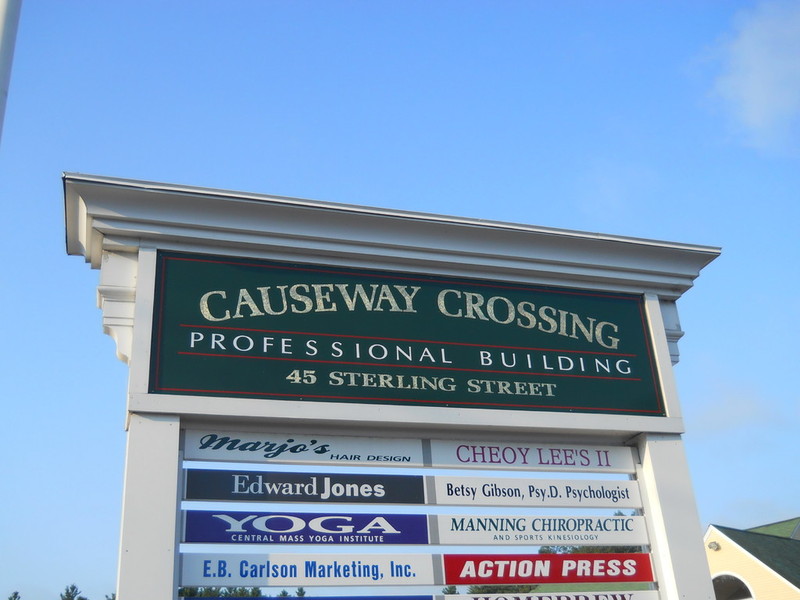 CAUSEWAY CROSSING
PROFESSIONAL BUILDING
45 STERLING STREET
Marjo's HAIR DESIGN
CHEOY LEE'S II
Edward Jones
Betsy Gibson, Psy.D. Psychologist
YOGA
CENTRAL MASS YOGA INSTITUTE
MANNING CHIROPRACTIC
AND SPORTS KINESIOLOGY
E.B. Carlson Marketing, Inc.
ACTION PRESS
HOMEBREW